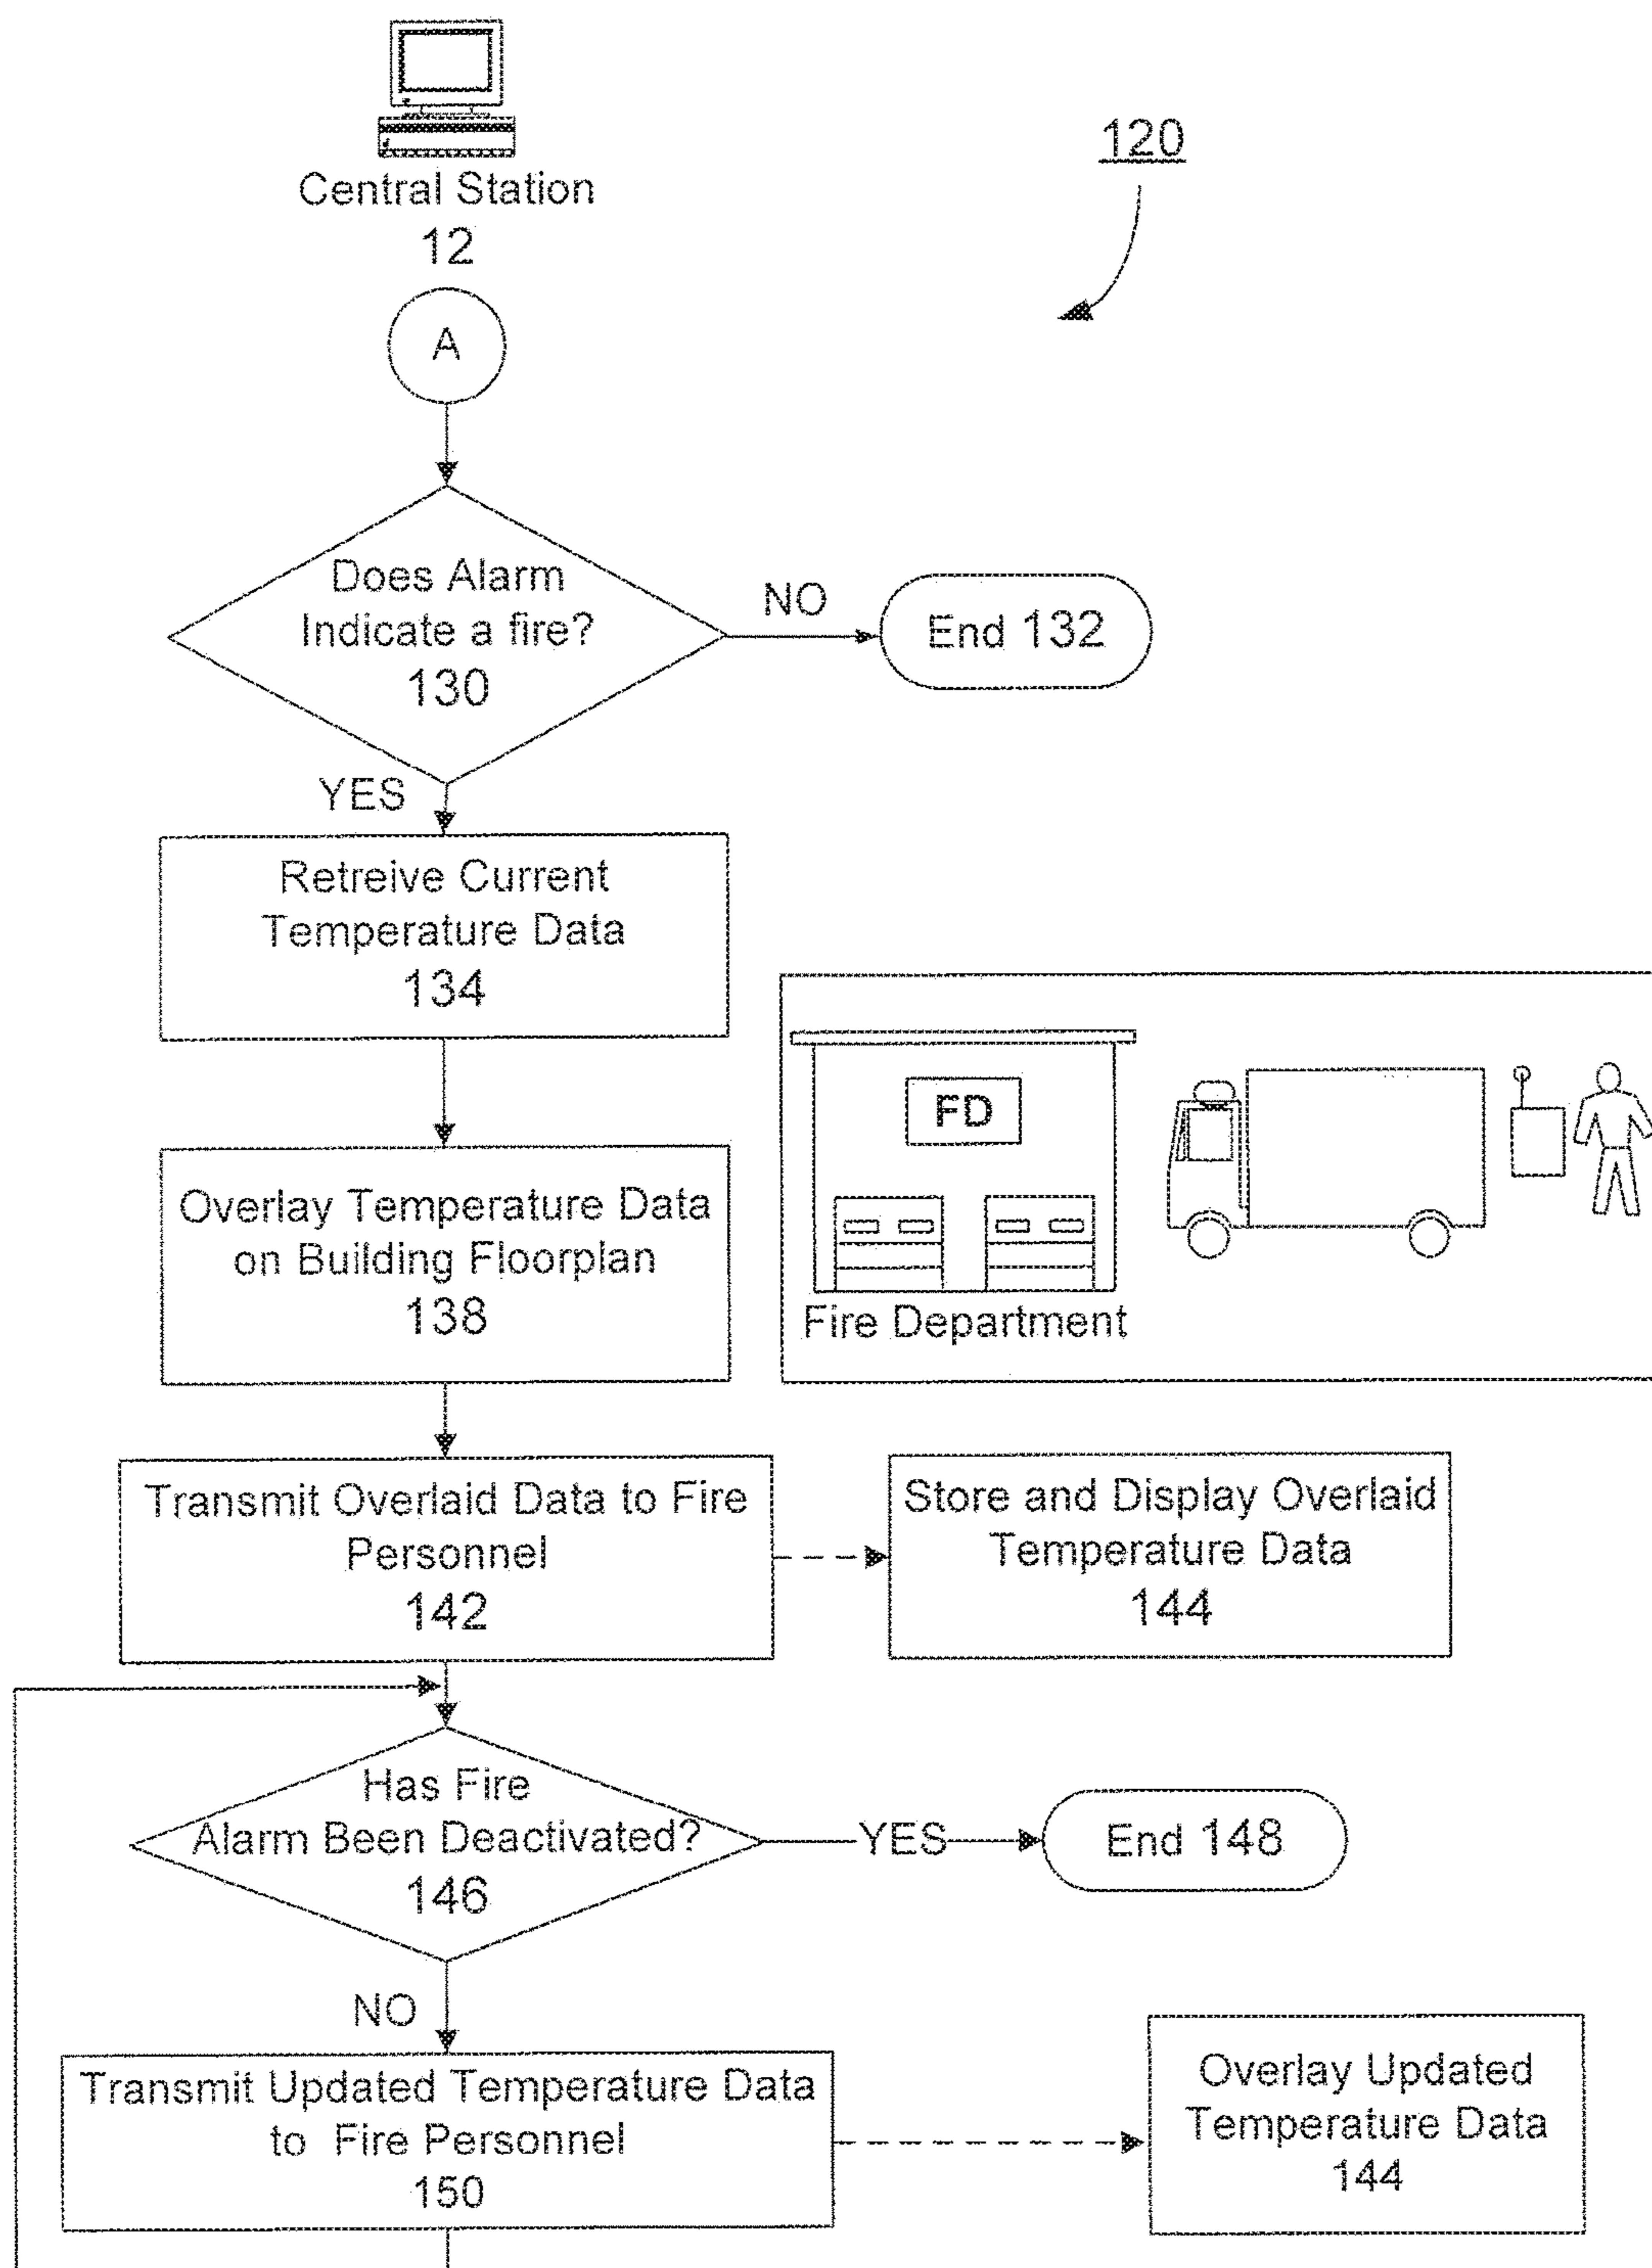 Central Station
12
120
A
Does Alarm
Indicate a fire?
130
NO
End 132
YES
Retreive Current
Temperature Data
134
Overlay Temperature Data
on Building Floorplan
138
FD
Fire Department
Transmit Overlaid Data to Fire
Personnel
142
Store and Display Overlaid
Temperature Data
144
Has Fire
Alarm Been Deactivated?
146
YES
End 148
NO
Transmit Updated Temperature Data
to Fire Personnel
150
Overlay Updated
Temperature Data
144